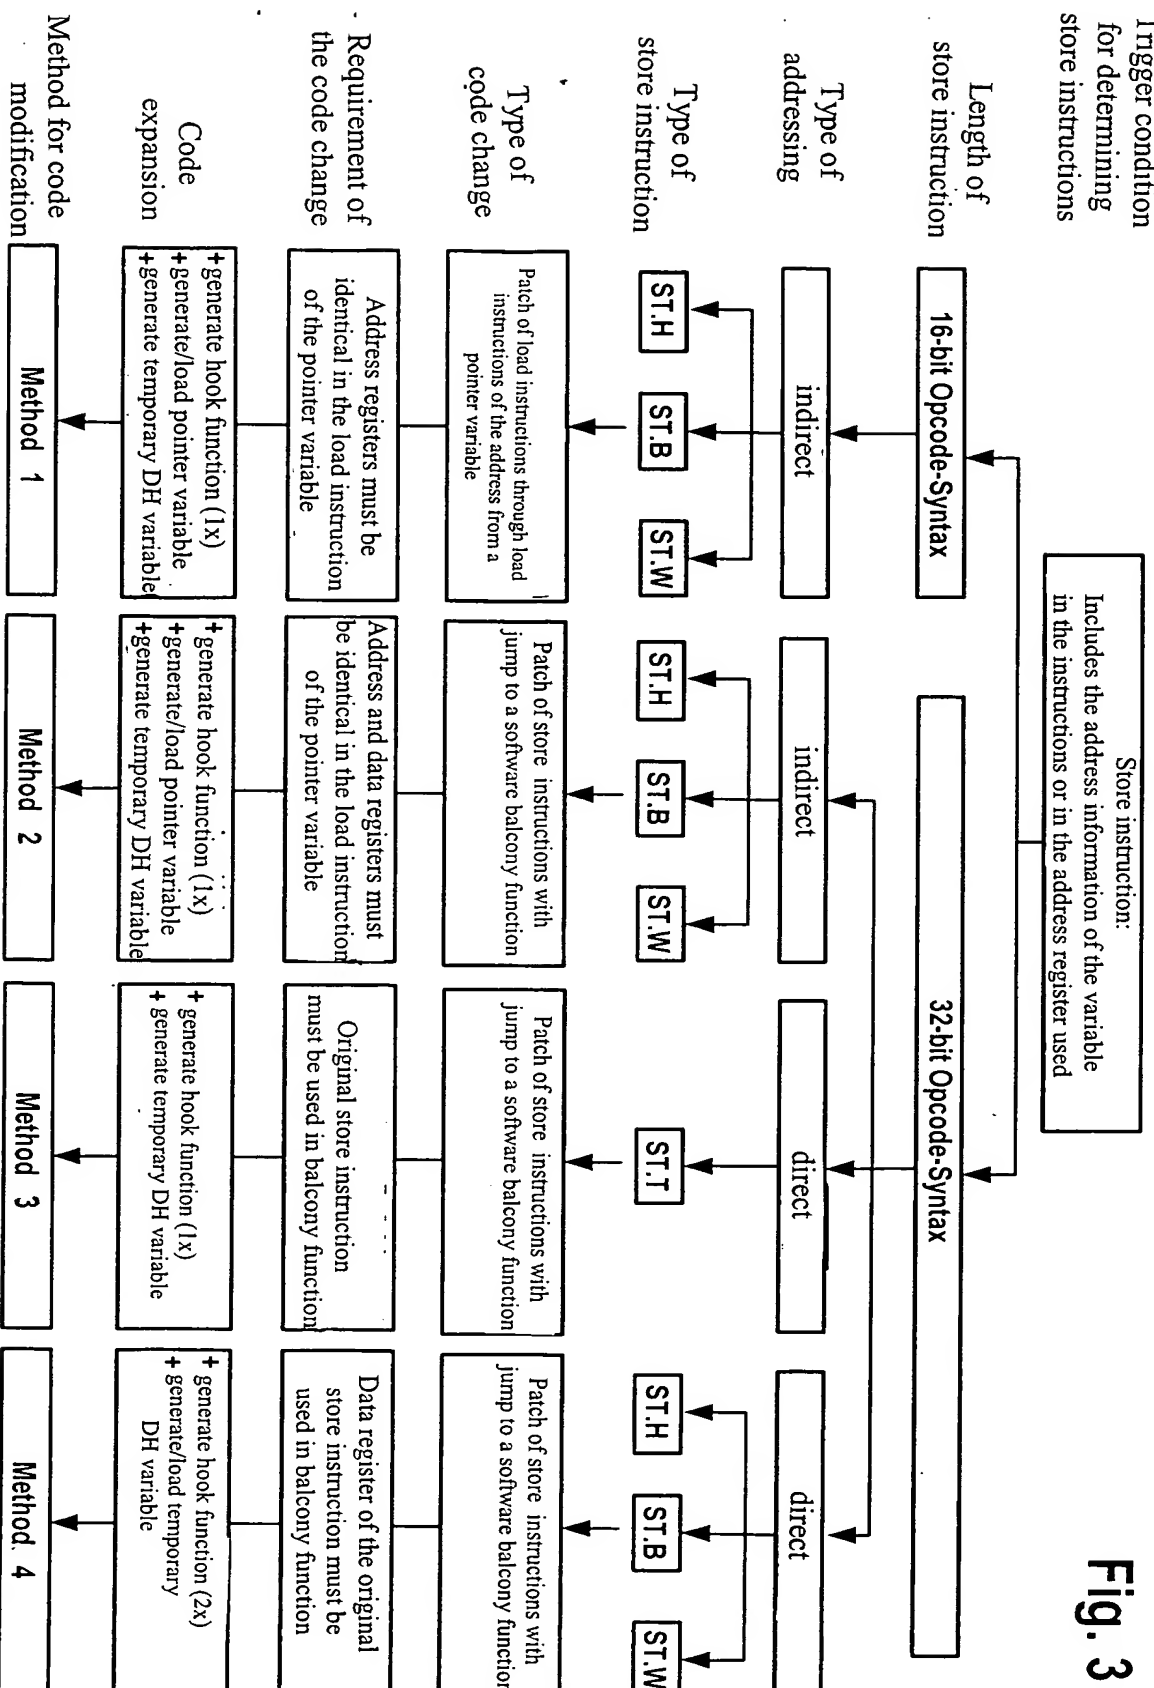 Fig. 3
Trigger condition
for determining
store instructions
Store instruction:
Includes the address information of the variable
in the instructions or in the address register used
Length of
store instruction
16-bit Opcode-Syntax
32-bit Opcode-Syntax
Type of
addressing
indirect
indirect
direct
direct
Type of
store instruction
ST.H
ST.B
ST.W
ST.H
ST.B
ST.W
ST.T
ST.H
ST.B
ST.W
Type of
code change
Patch of load instructions through load
instructions of the address from a
pointer variable
Patch of store instructions with
jump to a software balcony function
Patch of store instructions with
jump to a software balcony function
Patch of store instructions with
jump to a software balcony function
Requirement of
the code change
Address registers must be
identical in the load instruction
of the pointer variable
Address and data registers must
be identical in the load instruction
of the pointer variable
Original store instruction
must be used in balcony function
Data register of the original
store instruction must be
used in balcony function
Code
expansion
+generate hook function (1x)
+generate/load pointer variable
+generate temporary DH variable
+generate hook function (1x)
+generate/load pointer variable
+generate temporary DH variable
+ generate hook function (1x)
+ generate temporary DH variable
+ generate hook function (2x)
+ generate/load temporary
DH variable
Method for code
modification
Method 1
Method 2
Method 3
Method 4